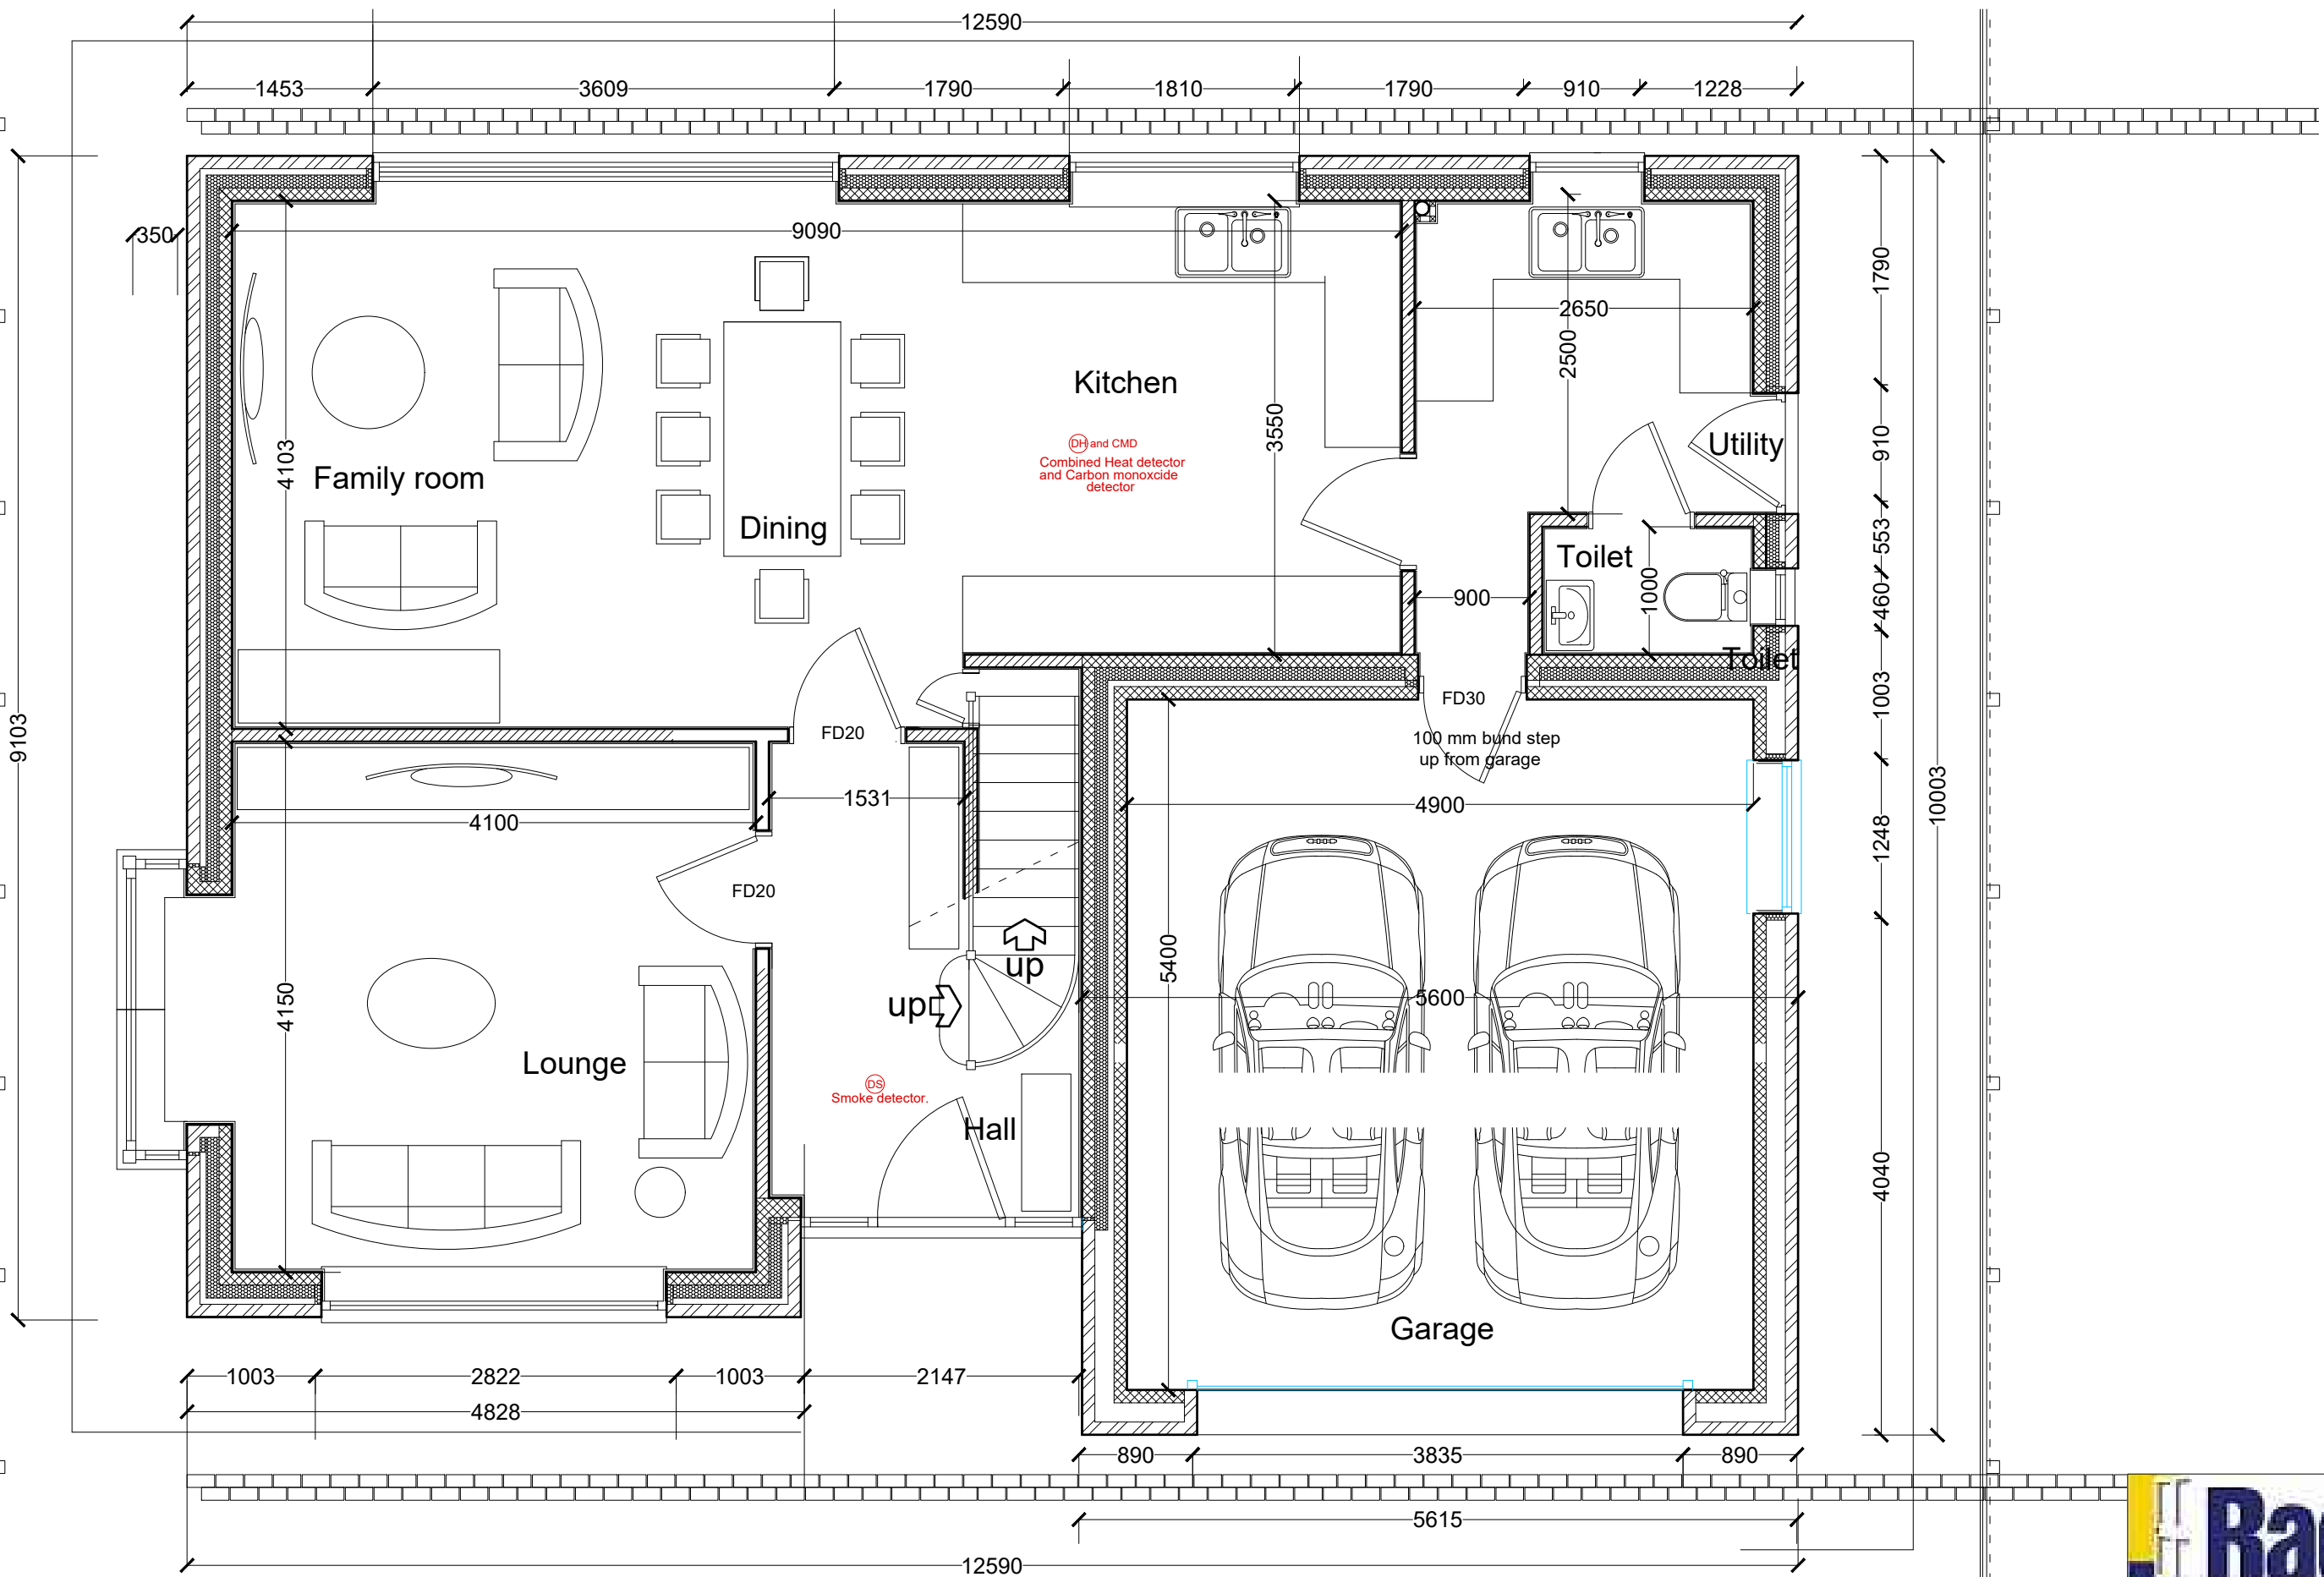 12590
1453
3609
1790
1810
1790
910
1228
350
9090
2650
2500
1790
Kitchen
3550
4103
Family room
DH and CMD
Combined Heat detector
and Carbon monoxcide
detector
Utility
910
Dining
Toilet
553
1000
900
460
Toilet
1003
FD30
FD20
100 mm bund step
up from garage
9103
10003
1531
4900
4100
1248
FD20
5400
up
up
4150
5600
Lounge
DS
Smoke detector.
Hall
4040
Garage
1003
2822
1003
2147
4828
890
3835
890
5615
12590